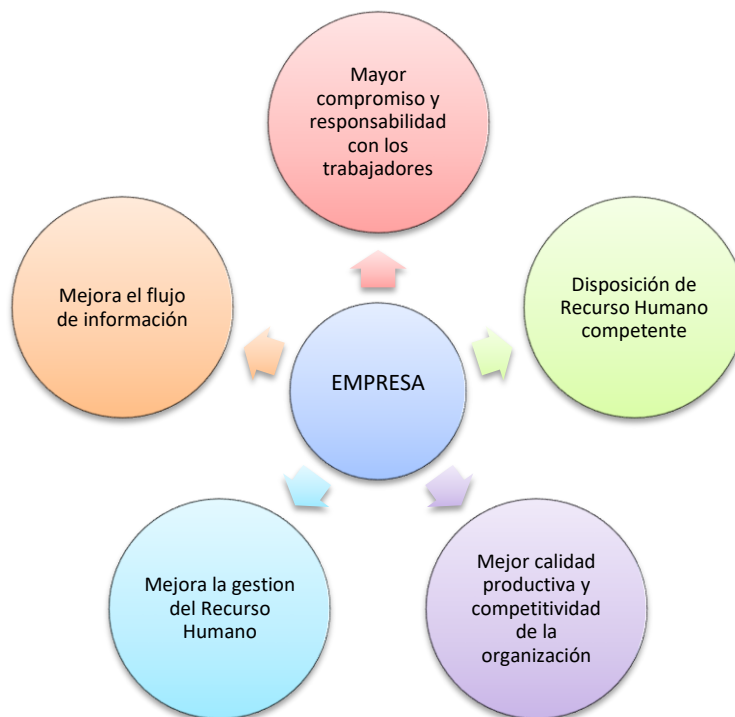 Mayor
compromiso y
responsabilidad
con los
trabajadores
Mejora el flujo
de información
Disposición de
Recurso Humano
competente
EMPRESA
Mejora la gestion
del Recurso
Humano
Mejor calidad
productiva y
competitividad
de la
organización